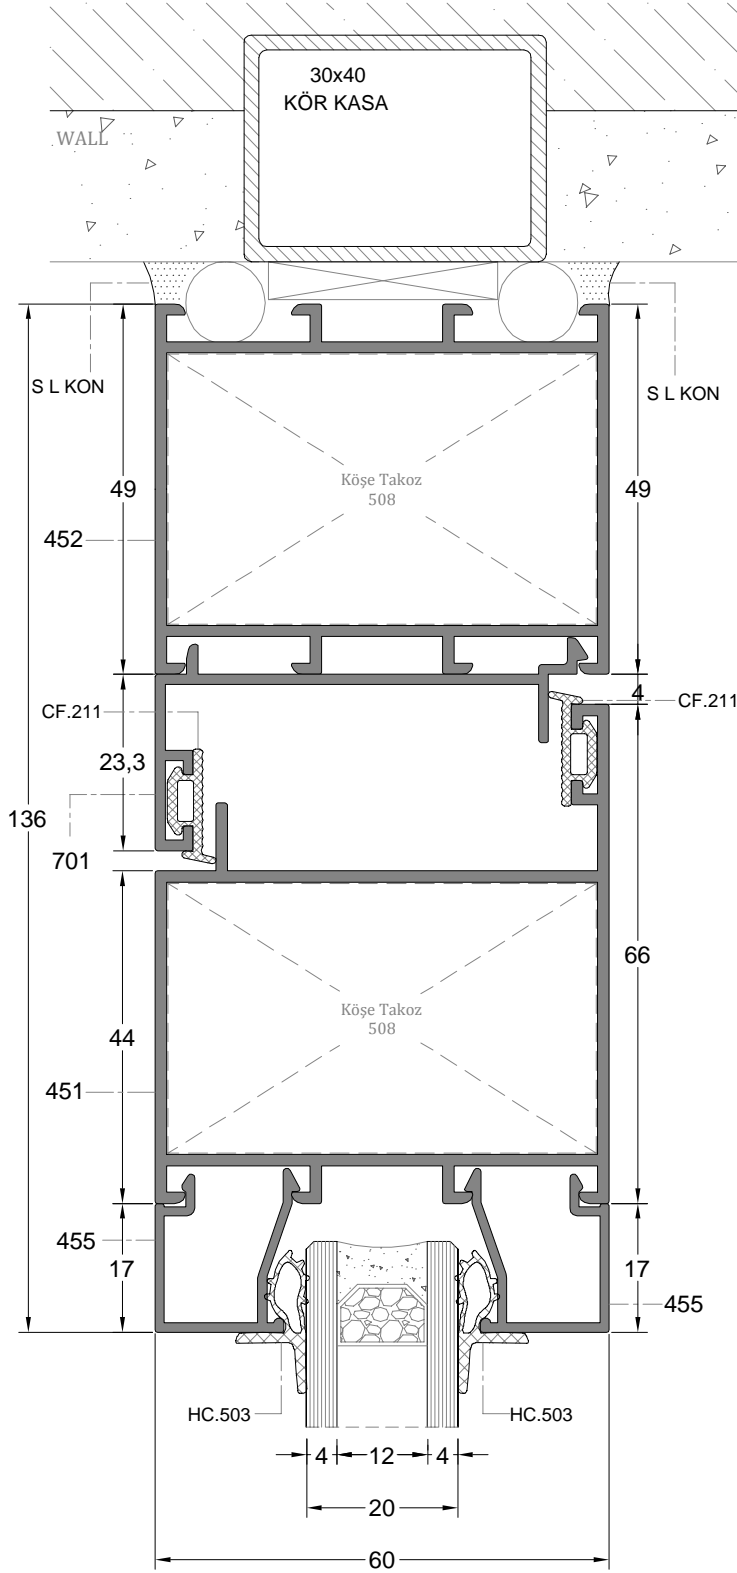 30x40
KÖR KASA
WALL
S L KON
S L KON
49
Köşe Takoz
508
49
452
CF.211
4
CF.211
23,3
136
701
66
Köşe Takoz
508
44
451
455
17
17
455
HC.503
HC.503
4
12
4
20
60